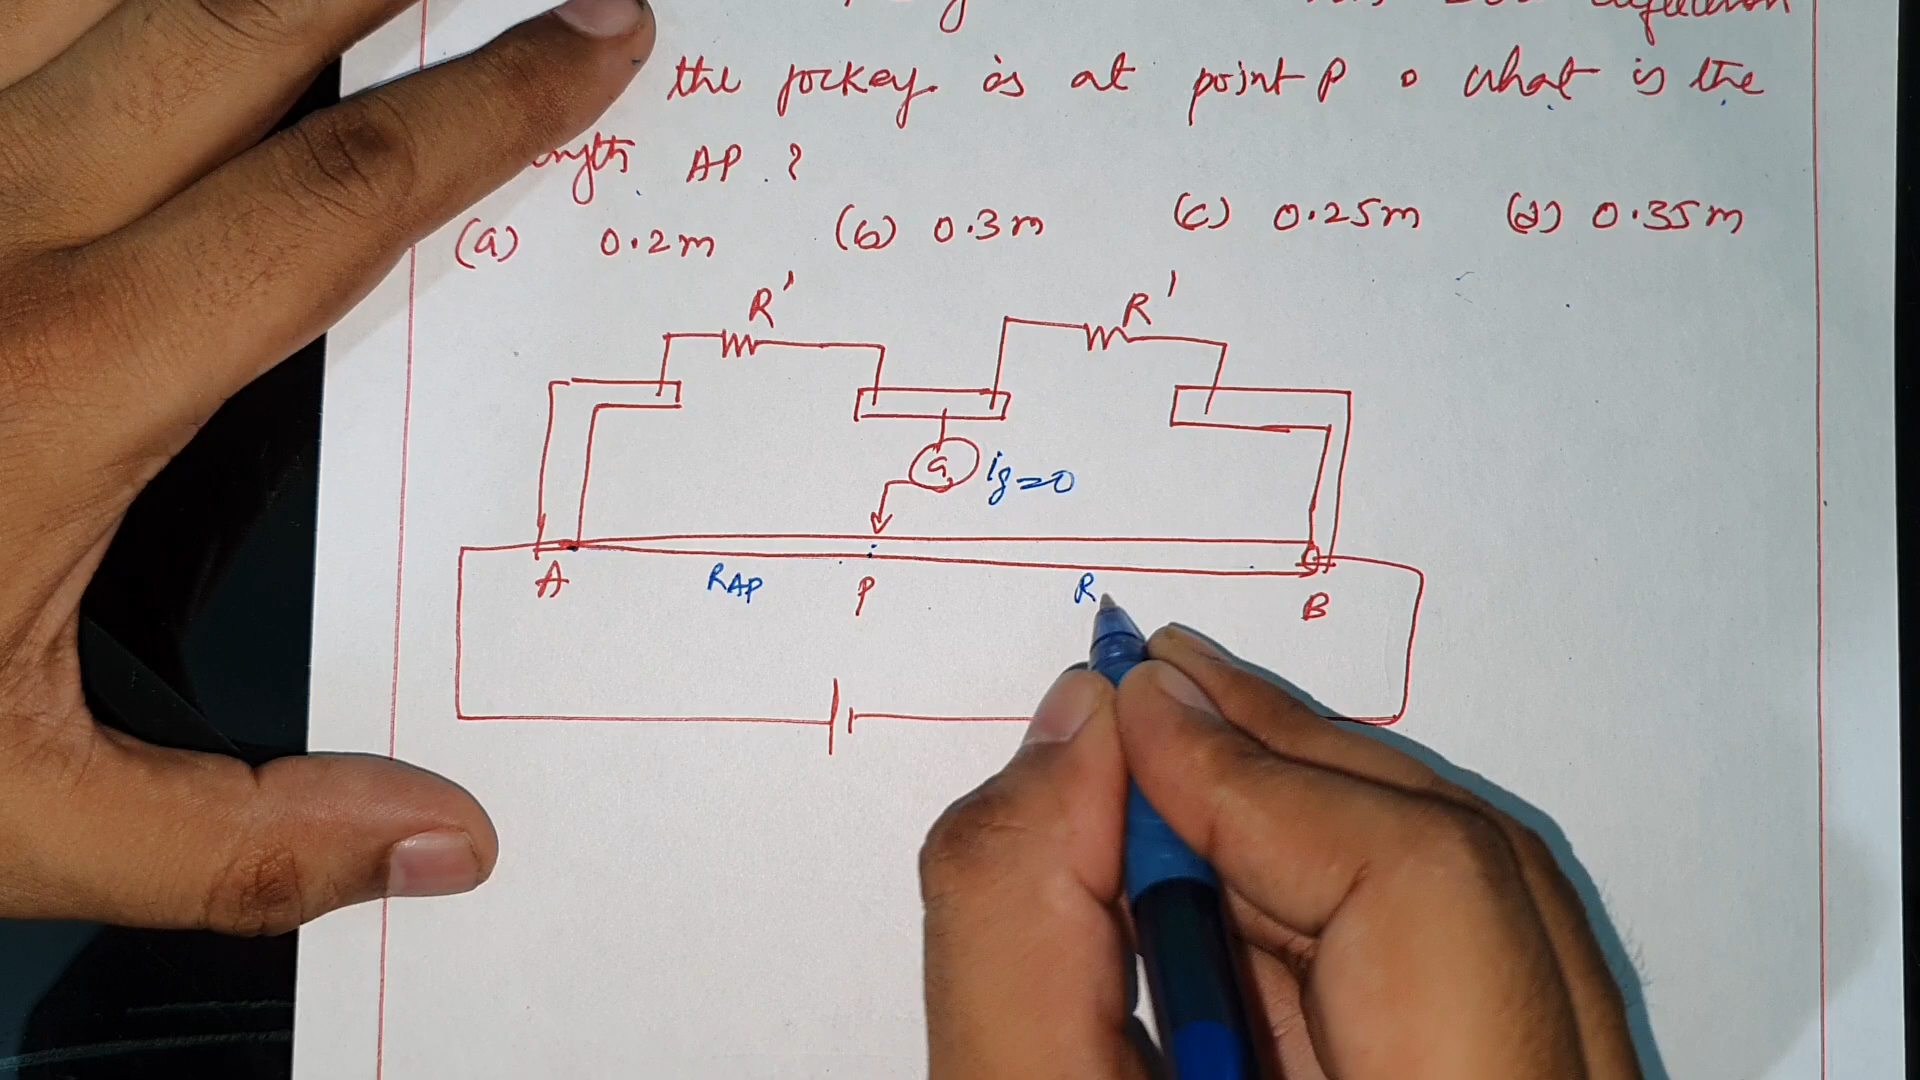 the jockey is at point P . what is the
AP . ?
(a) 0.2m (b) 0.3m (c) 0.25m (d) 0.35m
R' R'
G ig=0
A RAP P R B